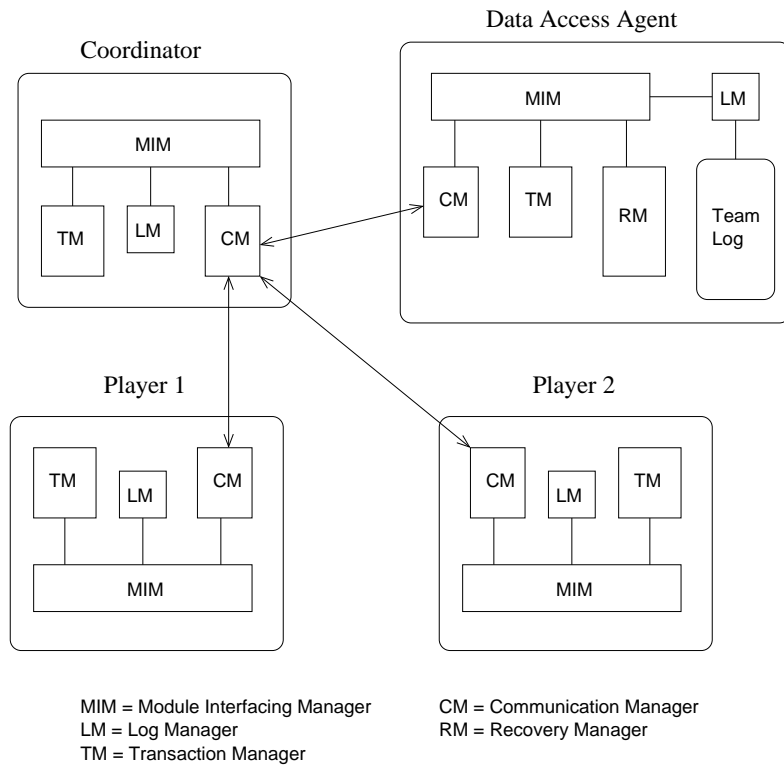 Data Access Agent
Coordinator
MIM
LM
CM
TM
RM
Team
Log
MIM
TM
LM
CM
Player 1
TM
LM
CM
MIM
Player 2
CM
LM
TM
MIM
MIM = Module Interfacing Manager
LM = Log Manager
TM = Transaction Manager
CM = Communication Manager
RM = Recovery Manager